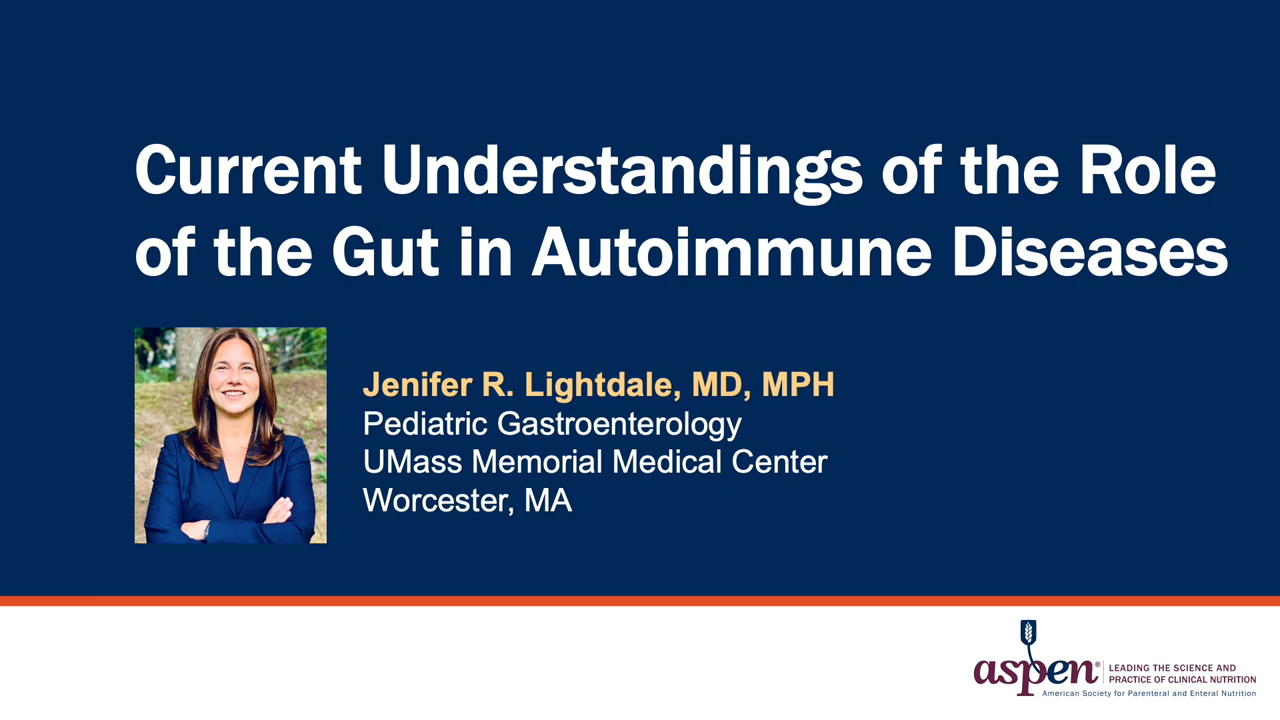 Current Understandings of the Role
of the Gut in Autoimmune Diseases
Jenifer R. Lightdale, MD, MPH
Pediatric Gastroenterology
UMass Memorial Medical Center
Worcester, MA
aspen®
LEADING THE SCIENCE AND
PRACTICE OF CLINICAL NUTRITION
American Society for Parenteral and Enteral Nutrition